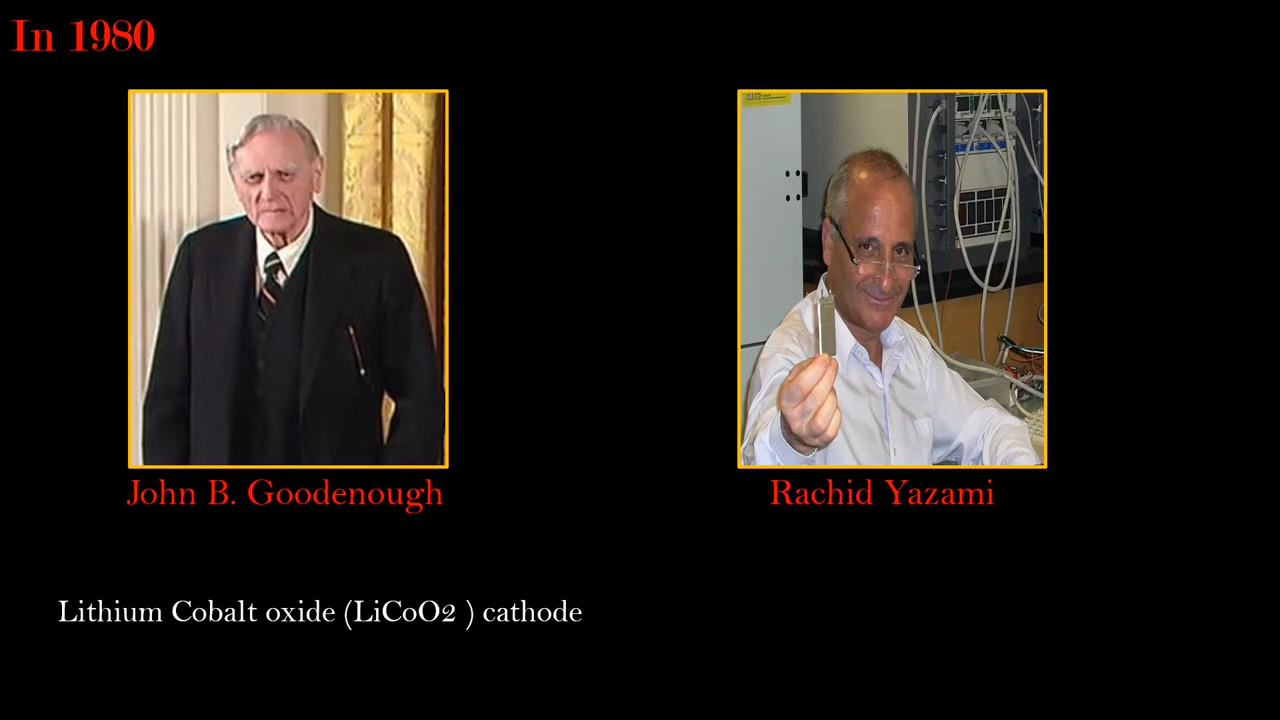 In 1980
John B. Goodenough
Rachid Yazami
Lithium Cobalt oxide (LiCoO2 ) cathode